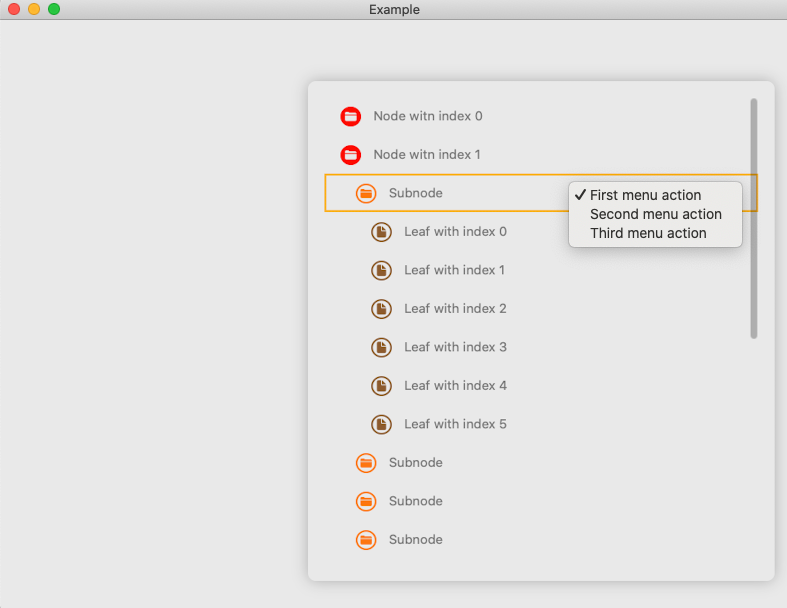 Example
Node witn index 0
Node witn index 1
Subnode
First menu action
Second menu action
Third menu action
Leaf with index 0
Leaf with index 1
Leaf with index 2
Leaf with index 3
Leaf with index 4
Leaf with index 5
Subnode
Subnode
Subnode